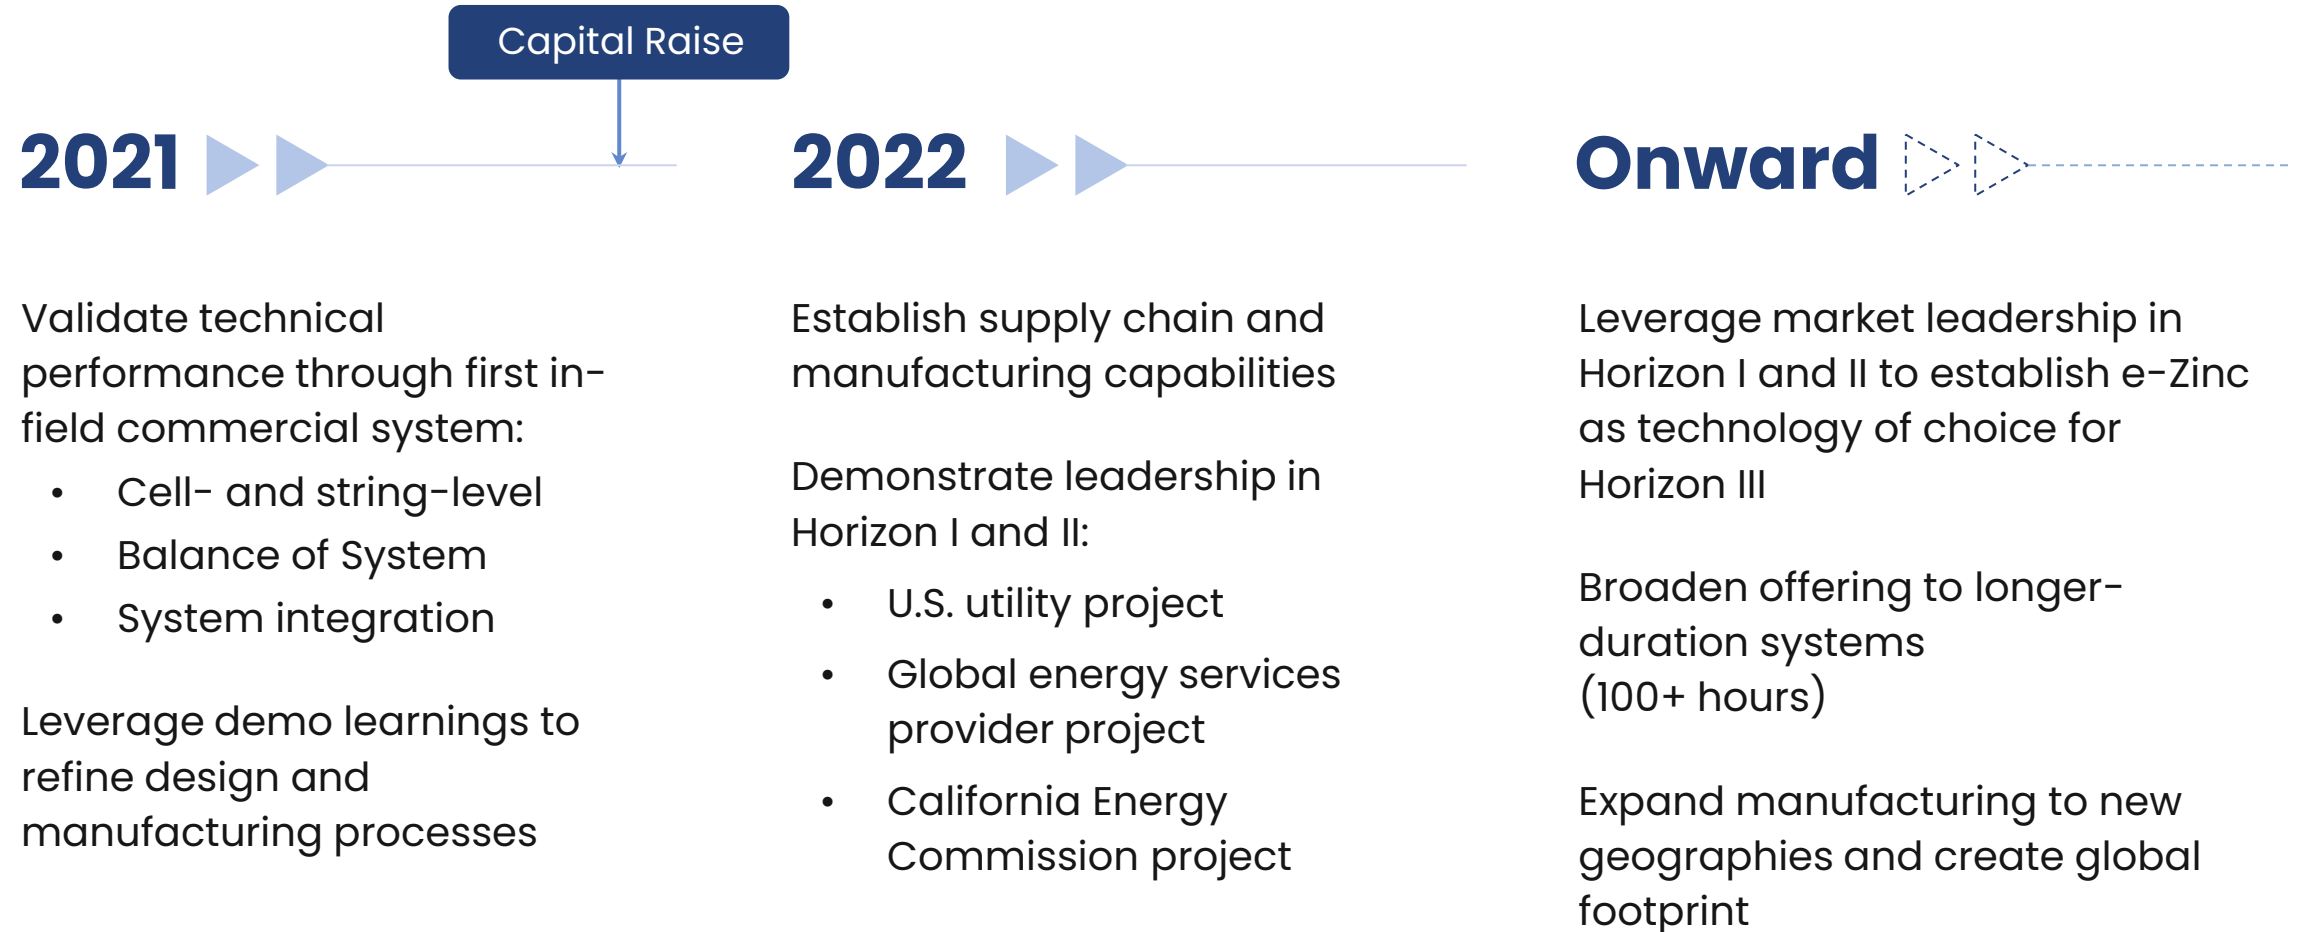 Capital Raise
2021
Validate technical
performance through first in-
field commercial system:
• Cell- and string-level
• Balance of System
• System integration
Leverage demo learnings to
refine design and
manufacturing processes
2022
Establish supply chain and
manufacturing capabilities
Demonstrate leadership in
Horizon I and II:
• U.S. utility project
• Global energy services
provider project
• California Energy
Commission project
Onward
Leverage market leadership in
Horizon I and II to establish e-Zinc
as technology of choice for
Horizon III
Broaden offering to longer-
duration systems
(100+ hours)
Expand manufacturing to new
geographies and create global
footprint